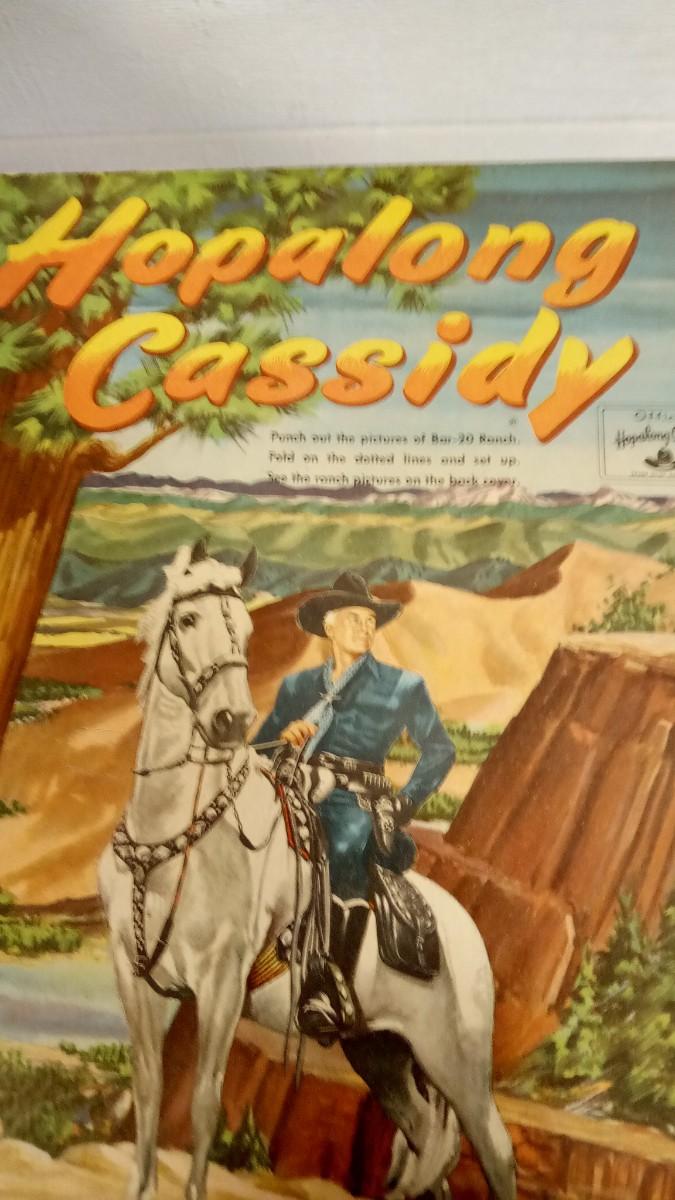 Hopalong
Cassidy
Punch out the pictures of Bar-20 Ranch.
Fold on the dotted lines and set up.
See the ranch pictures on the back cover.
Hopalong